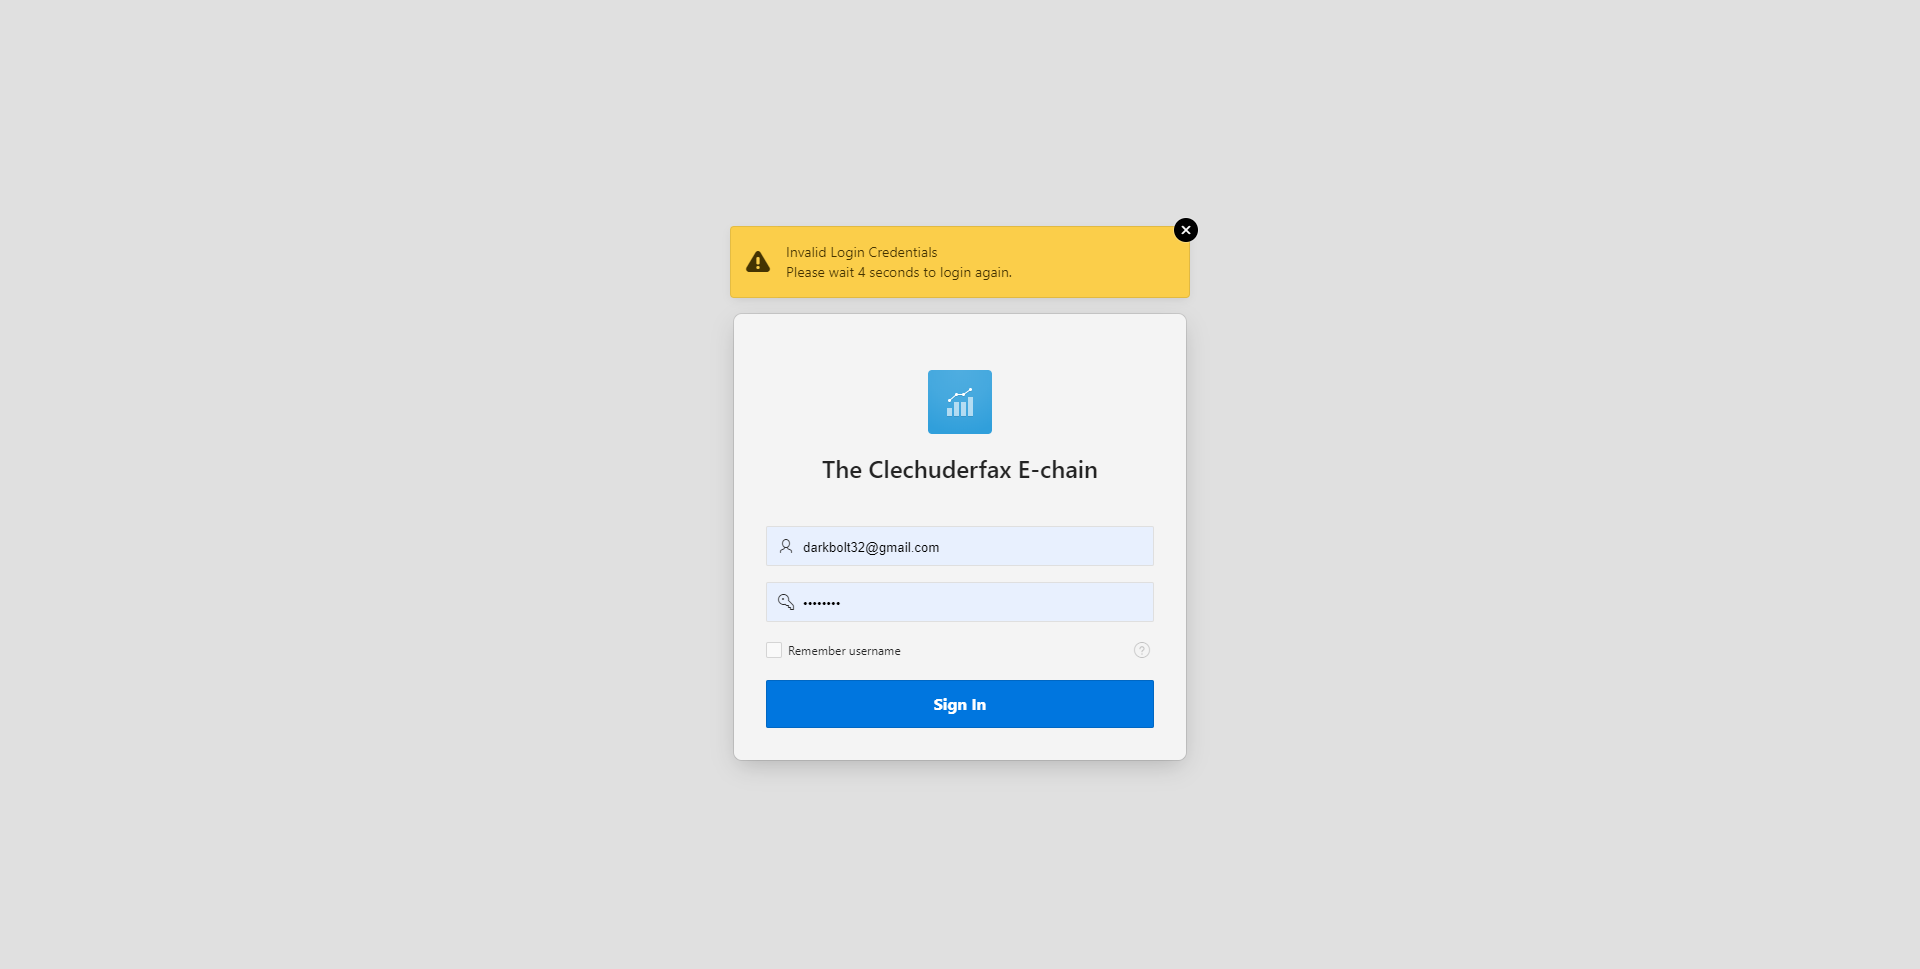 Invalid Login Credentials
Please wait 4 seconds to login again.
The Clechuderfax E-chain
darkbolt32@gmail.com
••••••••
Remember username
?
Sign In